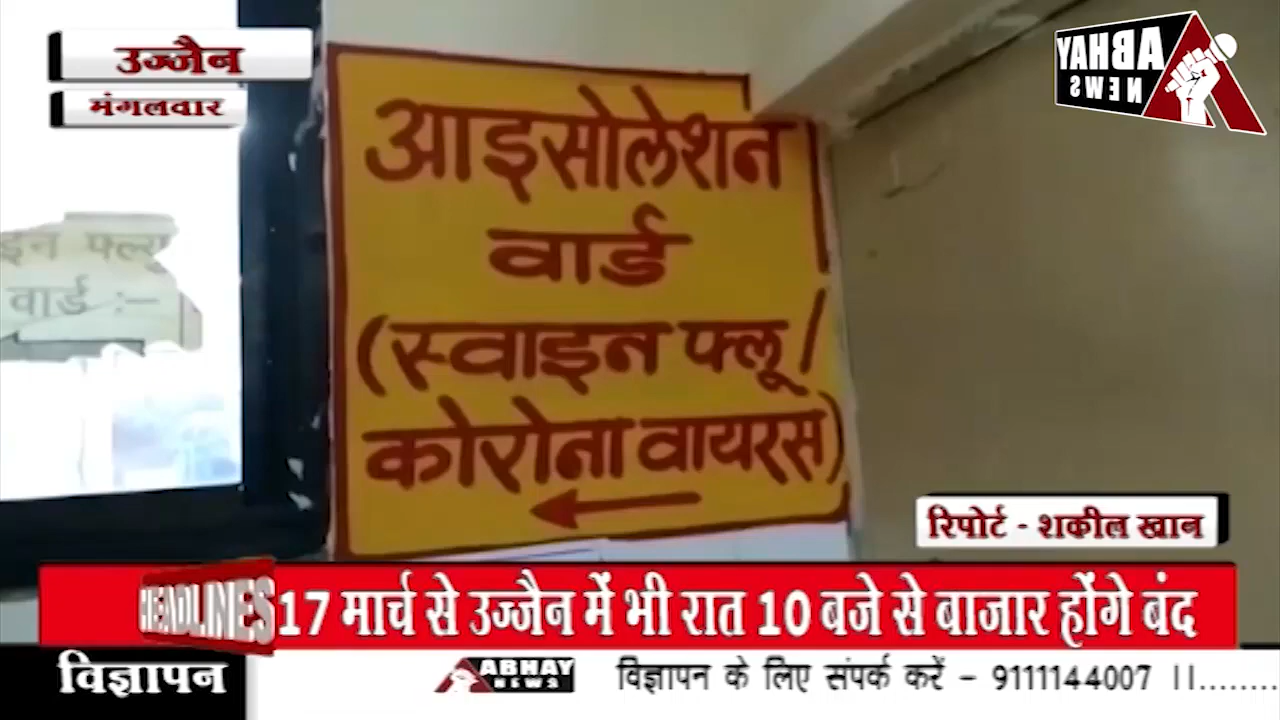 उज्जैन
मंगलवार
ABHAY
NEWS
आइसोलेशन
वार्ड
(स्वाइन फ्लू /
कोरोना वायरस)
इन फ्लू
वार्ड :-
रिपोर्ट - शकील खान
HEADLINES 17 मार्च से उज्जैन में भी रात 10 बजे से बाजार होंगे बंद
विज्ञापन
ABHAY
NEWS
विज्ञापन के लिए संपर्क करें - 9111144007 ।।........